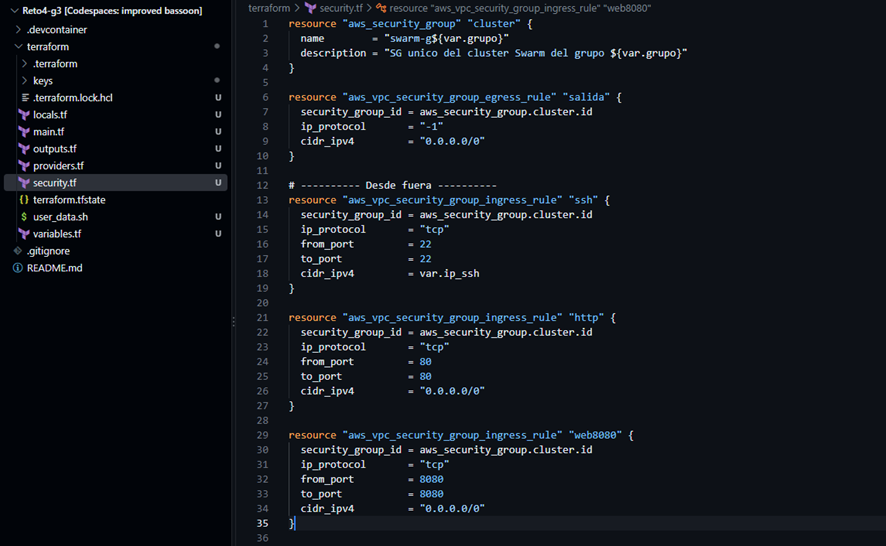 Reto4-g3 [Codespaces: improved bassoon]
.devcontainer
terraform
.terraform
keys
.terraform.lock.hcl U
locals.tf U
main.tf U
outputs.tf U
providers.tf U
security.tf U
terraform.tfstate
user_data.sh U
variables.tf U
.gitignore
README.md
terraform > security.tf > resource "aws_vpc_security_group_ingress_rule" "web8080"
1 resource "aws_security_group" "cluster" {
2 name = "swarm-g${var.grupo}"
3 description = "SG unico del cluster Swarm del grupo ${var.grupo}"
4 }
5
6 resource "aws_vpc_security_group_egress_rule" "salida" {
7 security_group_id = aws_security_group.cluster.id
8 ip_protocol = "-1"
9 cidr_ipv4 = "0.0.0.0/0"
10 }
11
12 # ---------- Desde fuera ----------
13 resource "aws_vpc_security_group_ingress_rule" "ssh" {
14 security_group_id = aws_security_group.cluster.id
15 ip_protocol = "tcp"
16 from_port = 22
17 to_port = 22
18 cidr_ipv4 = var.ip_ssh
19 }
20
21 resource "aws_vpc_security_group_ingress_rule" "http" {
22 security_group_id = aws_security_group.cluster.id
23 ip_protocol = "tcp"
24 from_port = 80
25 to_port = 80
26 cidr_ipv4 = "0.0.0.0/0"
27 }
28
29 resource "aws_vpc_security_group_ingress_rule" "web8080" {
30 security_group_id = aws_security_group.cluster.id
31 ip_protocol = "tcp"
32 from_port = 8080
33 to_port = 8080
34 cidr_ipv4 = "0.0.0.0/0"
35 }
36